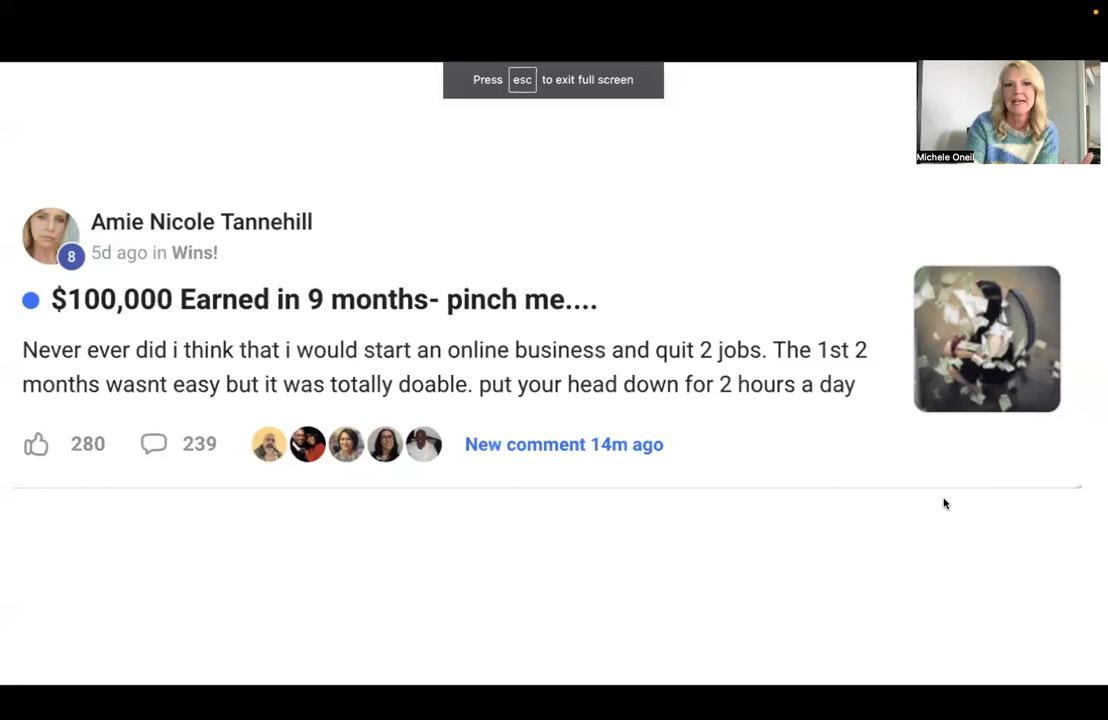 Press esc to exit full screen
Michele Oneil
Amie Nicole Tannehill
8
5d ago in Wins!
$100,000 Earned in 9 months- pinch me....
Never ever did i think that i would start an online business and quit 2 jobs. The 1st 2
months wasnt easy but it was totally doable. put your head down for 2 hours a day
280 239 New comment 14m ago